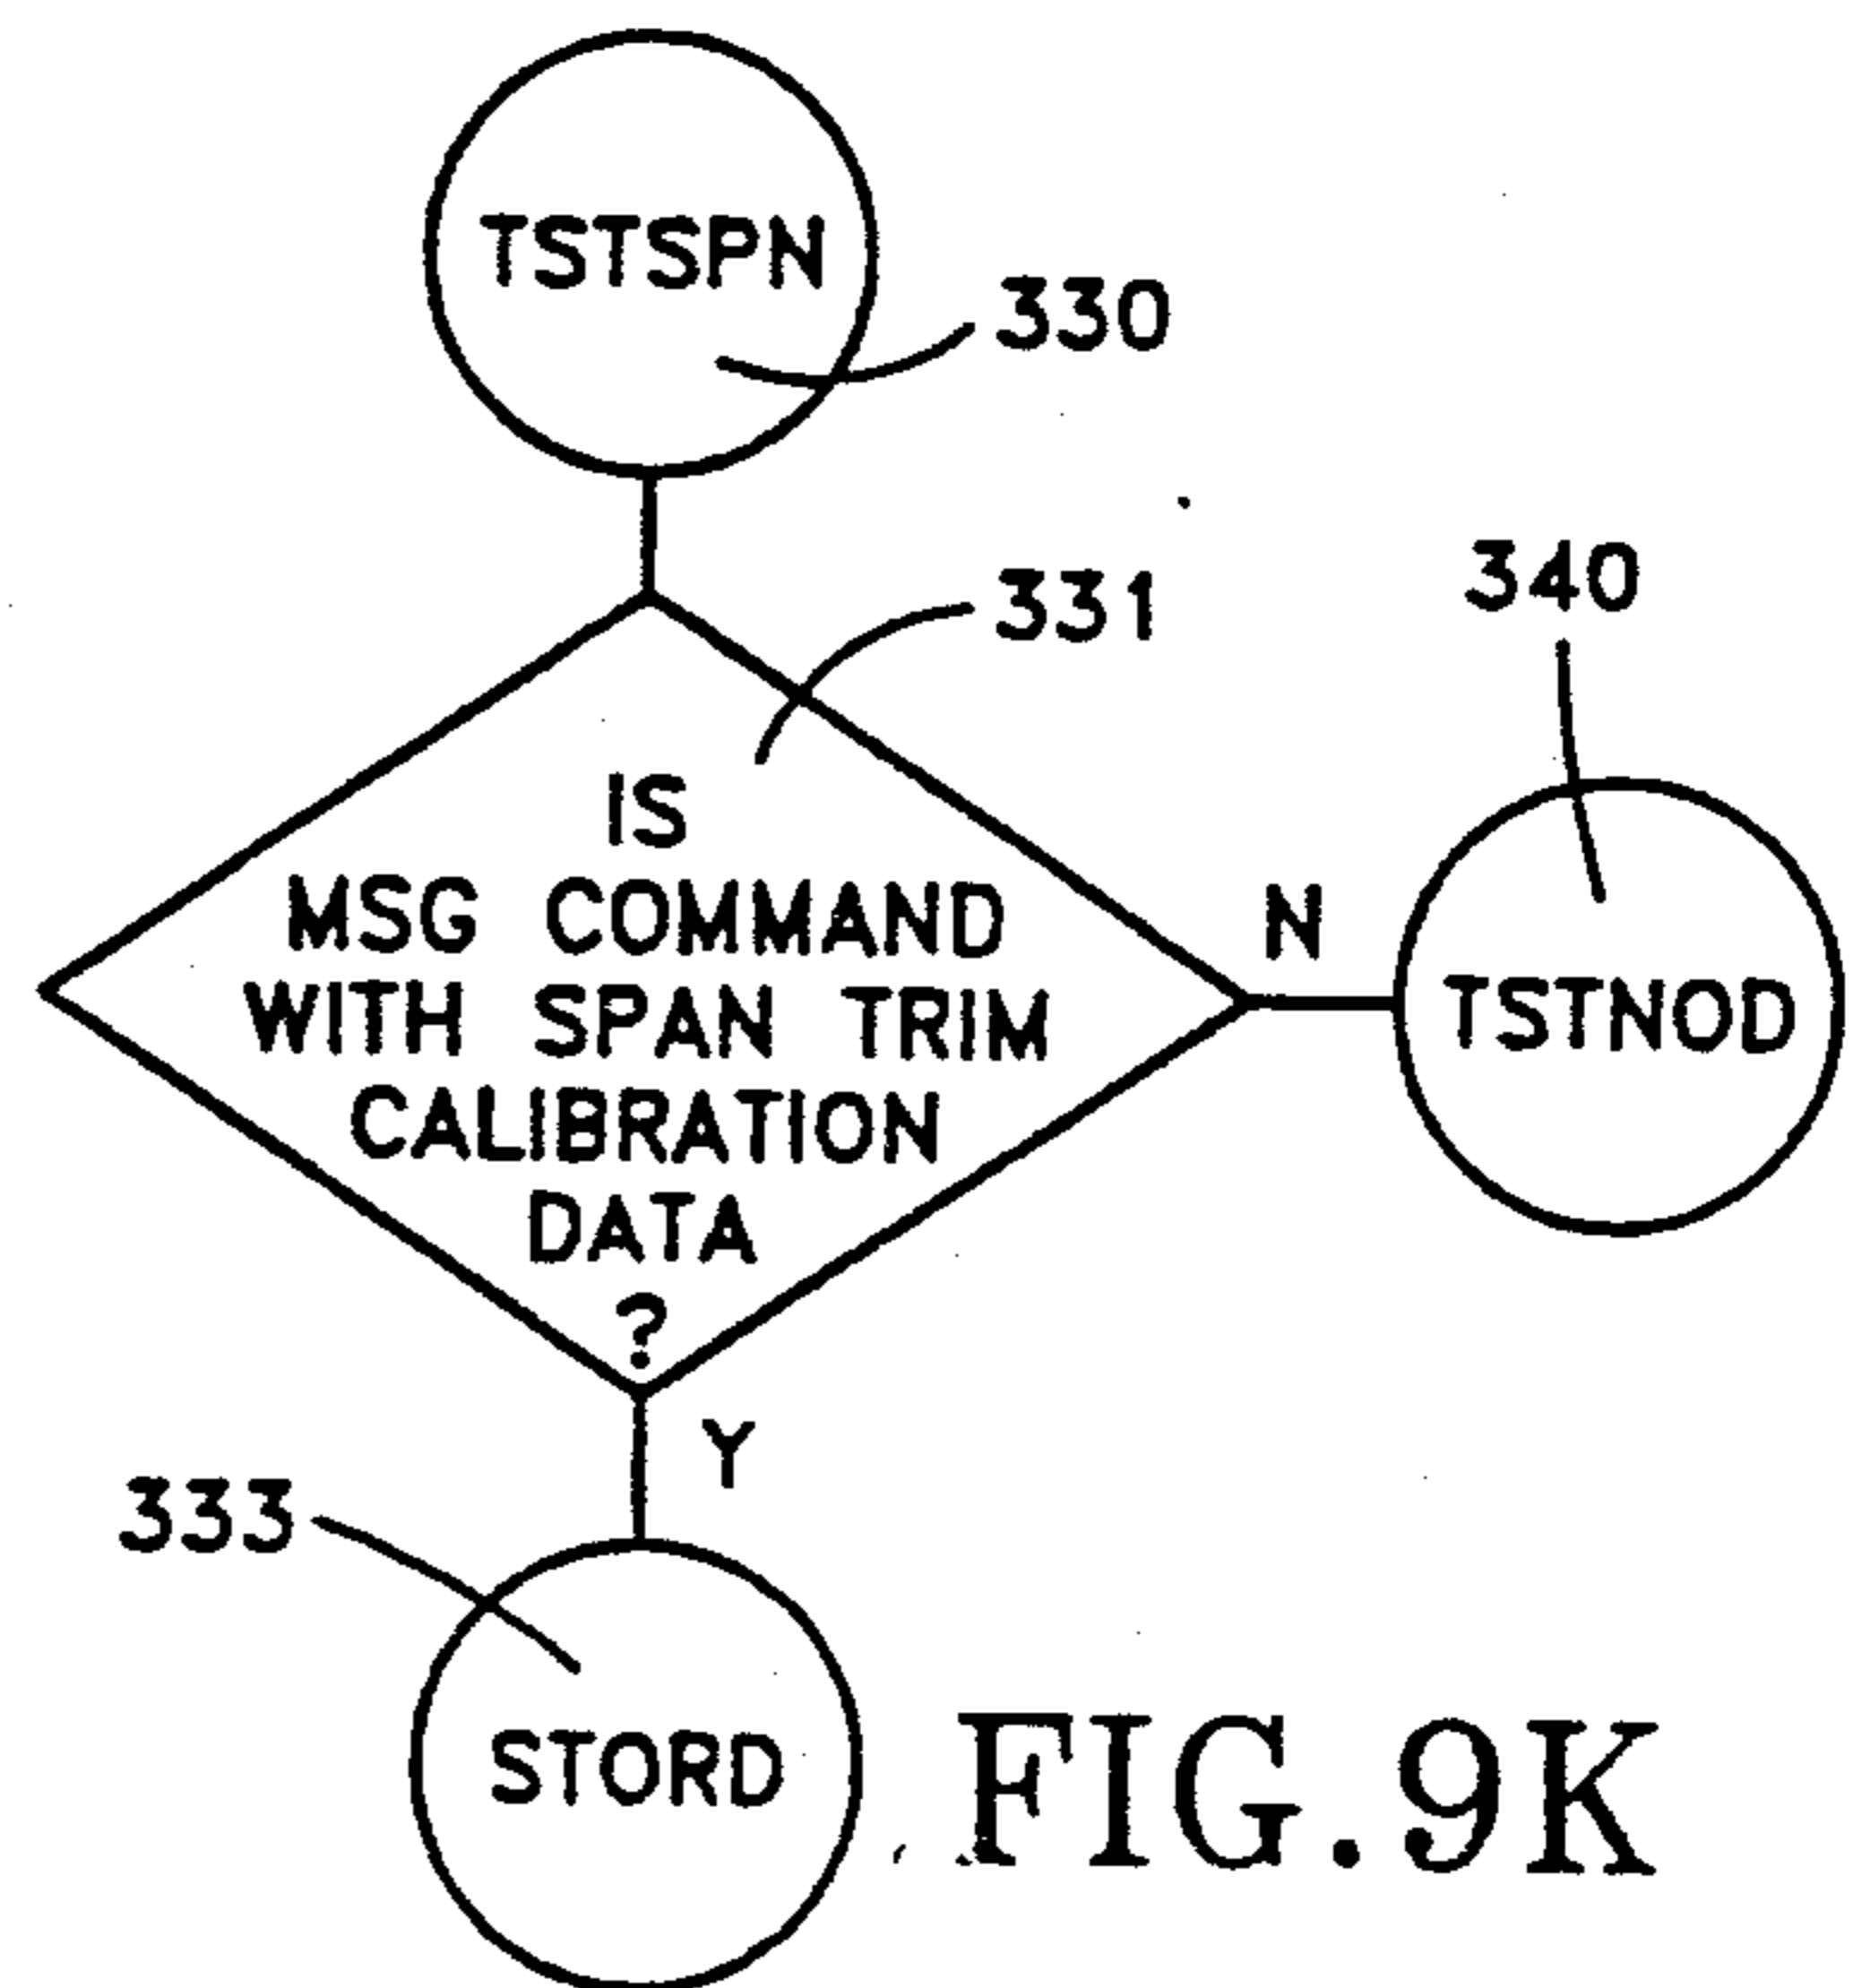 TSTSPN
330
331
340
IS
MSG COMMAND
WITH SPAN TRIM
CALIBRATION
DATA
?
N
TSTNOD
Y
333
STORD
FIG. 9K